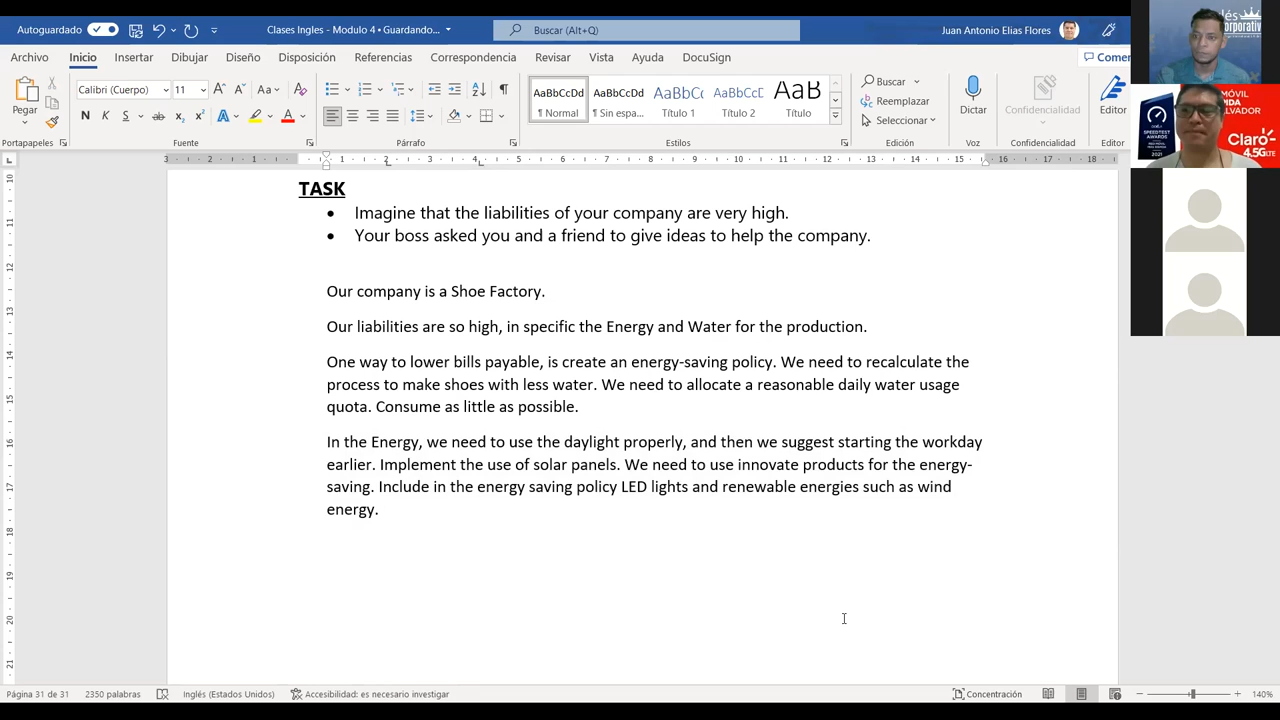 Autoguardado
Clases Ingles - Modulo 4 • Guardando...
Buscar (Alt+Q)
Juan Antonio Elias Flores
Archivo Inicio Insertar Dibujar Diseño Disposición Referencias Correspondencia Revisar Vista Ayuda DocuSign
Pegar
Calibri (Cuerpo) 11
AaBbCcDd AaBbCcDd AaBbCc AaBbCcC AaB
¶ Normal ¶ Sin espa... Título 1 Título 2 Título
Buscar
Reemplazar
Seleccionar
Dictar
Confidencialidad
Editor
Portapapeles Fuente Párrafo Estilos Edición Voz Confidencialidad Editor
TASK
• Imagine that the liabilities of your company are very high.
• Your boss asked you and a friend to give ideas to help the company.
Our company is a Shoe Factory.
Our liabilities are so high, in specific the Energy and Water for the production.
One way to lower bills payable, is create an energy-saving policy. We need to recalculate the
process to make shoes with less water. We need to allocate a reasonable daily water usage
quota. Consume as little as possible.
In the Energy, we need to use the daylight properly, and then we suggest starting the workday
earlier. Implement the use of solar panels. We need to use innovate products for the energy-
saving. Include in the energy saving policy LED lights and renewable energies such as wind
energy.
Página 31 de 31 2350 palabras Inglés (Estados Unidos) Accesibilidad: es necesario investigar
Concentración
140%
SPEEDTEST
AWARDS
2021
Claro
4.5G LTE